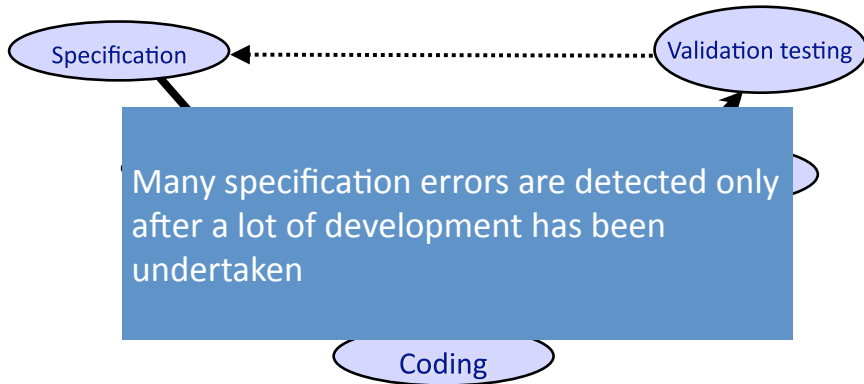 Specification
Validation testing
Many specification errors are detected only
after a lot of development has been
undertaken
Coding